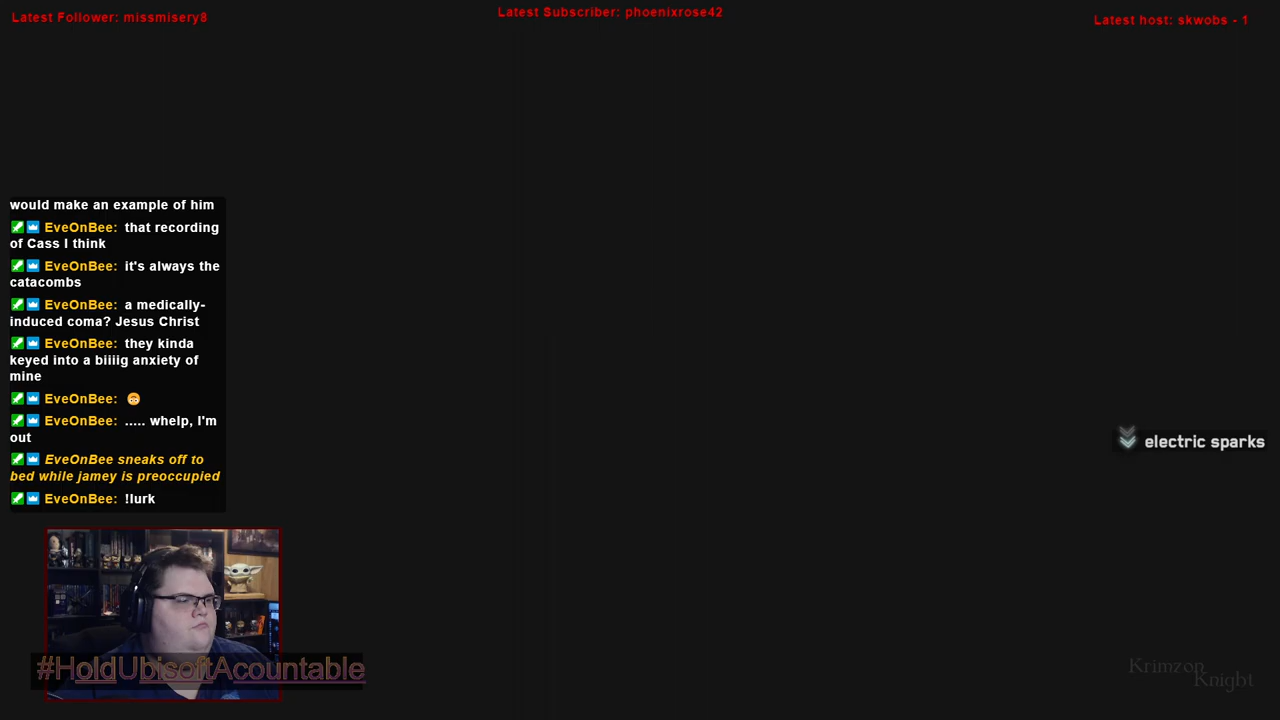 Latest Follower: missmisery8
Latest Subscriber: phoenixrose42
Latest host: skwobs - 1
would make an example of him
EveOnBee: that recording
of Cass I think
EveOnBee: it's always the
catacombs
EveOnBee: a medically-
induced coma? Jesus Christ
EveOnBee: they kinda
keyed into a biiiig anxiety of
mine
EveOnBee: 🙃
EveOnBee: ..... whelp, I'm
out
EveOnBee sneaks off to
bed while jamey is preoccupied
EveOnBee: !lurk
electric sparks
#HoldUbisoftAcountable
Krimzon
Knight